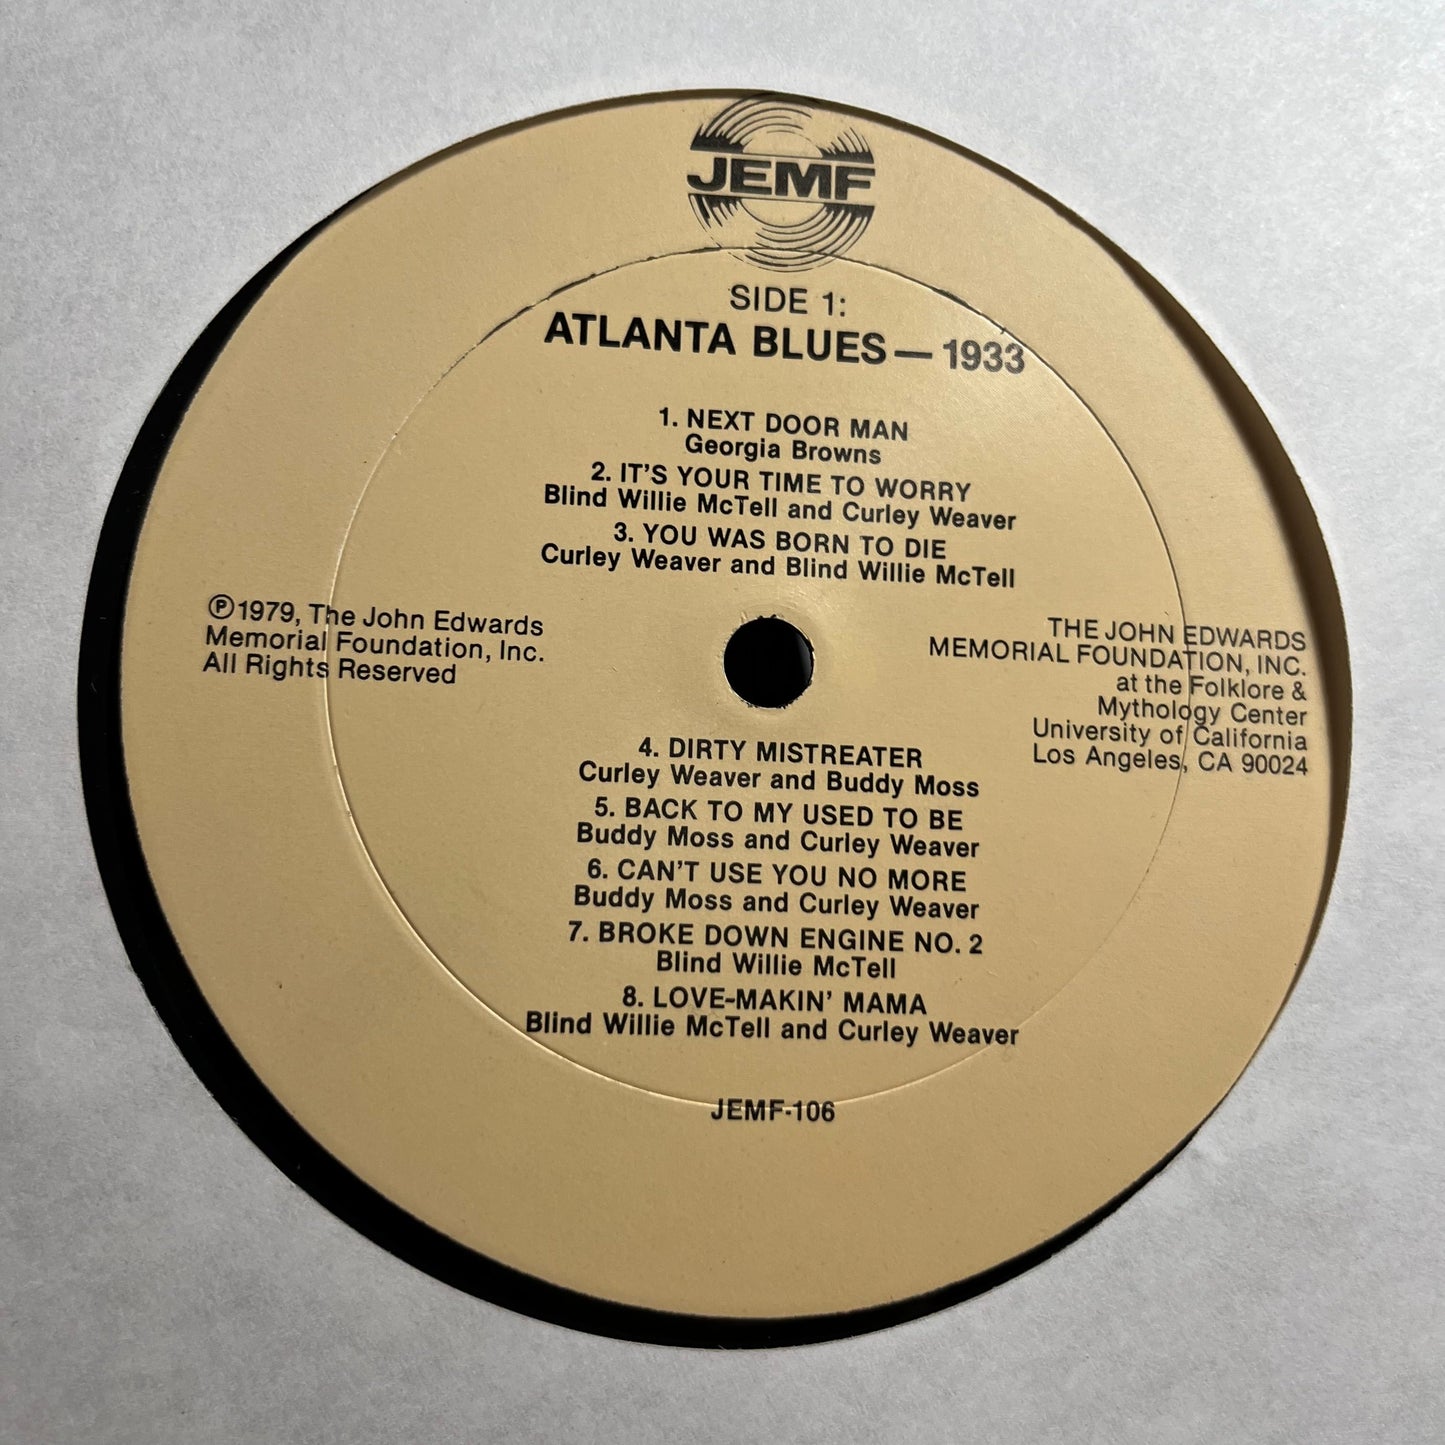 JEMF
SIDE 1:
ATLANTA BLUES — 1933
1. NEXT DOOR MAN
Georgia Browns
2. IT'S YOUR TIME TO WORRY
Blind Willie McTell and Curley Weaver
3. YOU WAS BORN TO DIE
Curley Weaver and Blind Willie McTell
Ⓟ1979, The John Edwards
Memorial Foundation, Inc.
All Rights Reserved
THE JOHN EDWARDS
MEMORIAL FOUNDATION, INC.
at the Folklore &
Mythology Center
University of California
Los Angeles, CA 90024
4. DIRTY MISTREATER
Curley Weaver and Buddy Moss
5. BACK TO MY USED TO BE
Buddy Moss and Curley Weaver
6. CAN'T USE YOU NO MORE
Buddy Moss and Curley Weaver
7. BROKE DOWN ENGINE NO. 2
Blind Willie McTell
8. LOVE-MAKIN' MAMA
Blind Willie McTell and Curley Weaver
JEMF-106